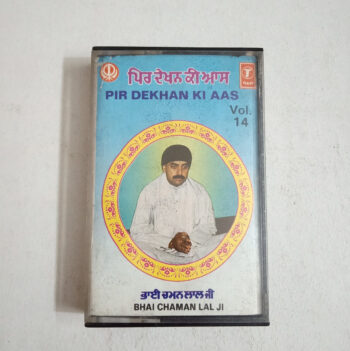 ਪਿਰ ਦੇਖਨ ਕੀ ਆਸ
PIR DEKHAN KI AAS
Vol.
14
ਭਾਈ ਚਮਨ ਲਾਲ ਜੀ
BHAI CHAMAN LAL JI